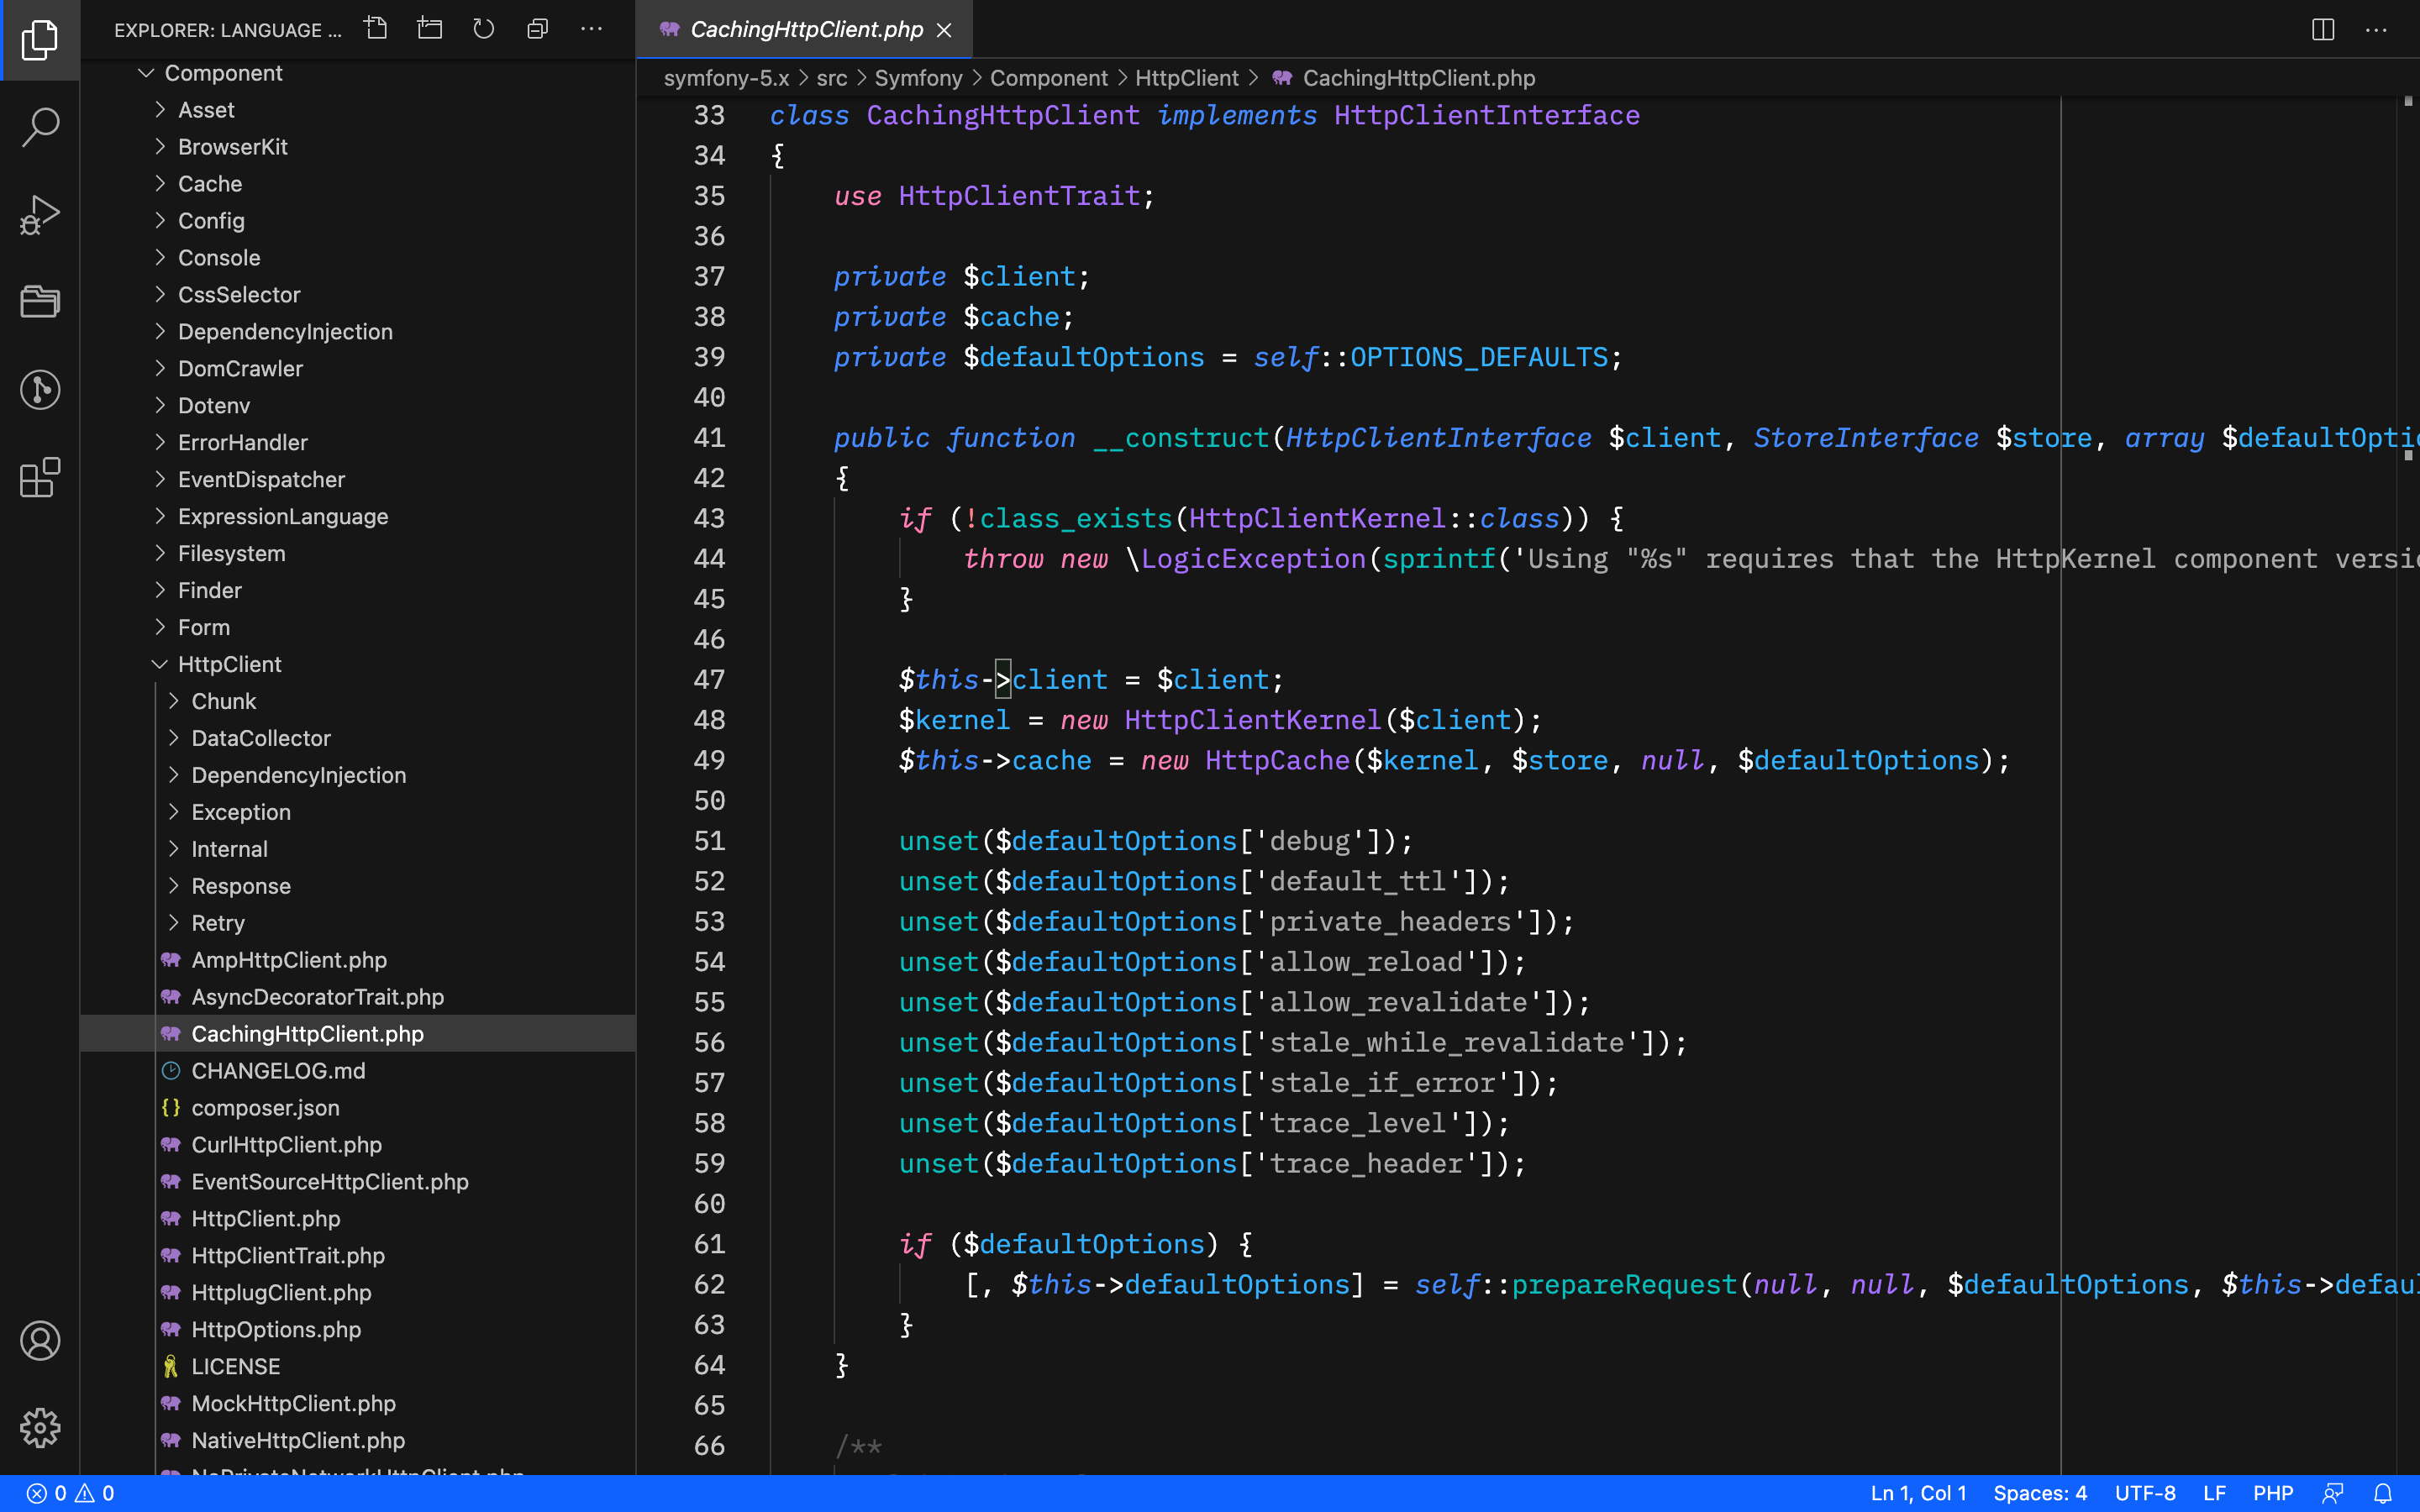 EXPLORER: LANGUAGE ...
Component
Asset
BrowserKit
Cache
Config
Console
CssSelector
DependencyInjection
DomCrawler
Dotenv
ErrorHandler
EventDispatcher
ExpressionLanguage
Filesystem
Finder
Form
HttpClient
Chunk
DataCollector
DependencyInjection
Exception
Internal
Response
Retry
AmpHttpClient.php
AsyncDecoratorTrait.php
CachingHttpClient.php
CHANGELOG.md
{} composer.json
CurlHttpClient.php
EventSourceHttpClient.php
HttpClient.php
HttpClientTrait.php
HttplugClient.php
HttpOptions.php
LICENSE
MockHttpClient.php
NativeHttpClient.php
CachingHttpClient.php
symfony-5.x > src > Symfony > Component > HttpClient > CachingHttpClient.php
33 class CachingHttpClient implements HttpClientInterface
34 {
35 use HttpClientTrait;
36
37 private $client;
38 private $cache;
39 private $defaultOptions = self::OPTIONS_DEFAULTS;
40
41 public function __construct(HttpClientInterface $client, StoreInterface $store, array $defaultOptio
42 {
43 if (!class_exists(HttpClientKernel::class)) {
44 throw new \LogicException(sprintf('Using "%s" requires that the HttpKernel component versi
45 }
46
47 $this->client = $client;
48 $kernel = new HttpClientKernel($client);
49 $this->cache = new HttpCache($kernel, $store, null, $defaultOptions);
50
51 unset($defaultOptions['debug']);
52 unset($defaultOptions['default_ttl']);
53 unset($defaultOptions['private_headers']);
54 unset($defaultOptions['allow_reload']);
55 unset($defaultOptions['allow_revalidate']);
56 unset($defaultOptions['stale_while_revalidate']);
57 unset($defaultOptions['stale_if_error']);
58 unset($defaultOptions['trace_level']);
59 unset($defaultOptions['trace_header']);
60
61 if ($defaultOptions) {
62 [, $this->defaultOptions] = self::prepareRequest(null, null, $defaultOptions, $this->defau
63 }
64 }
65
66 /**
0 0
Ln 1, Col 1 Spaces: 4 UTF-8 LF PHP